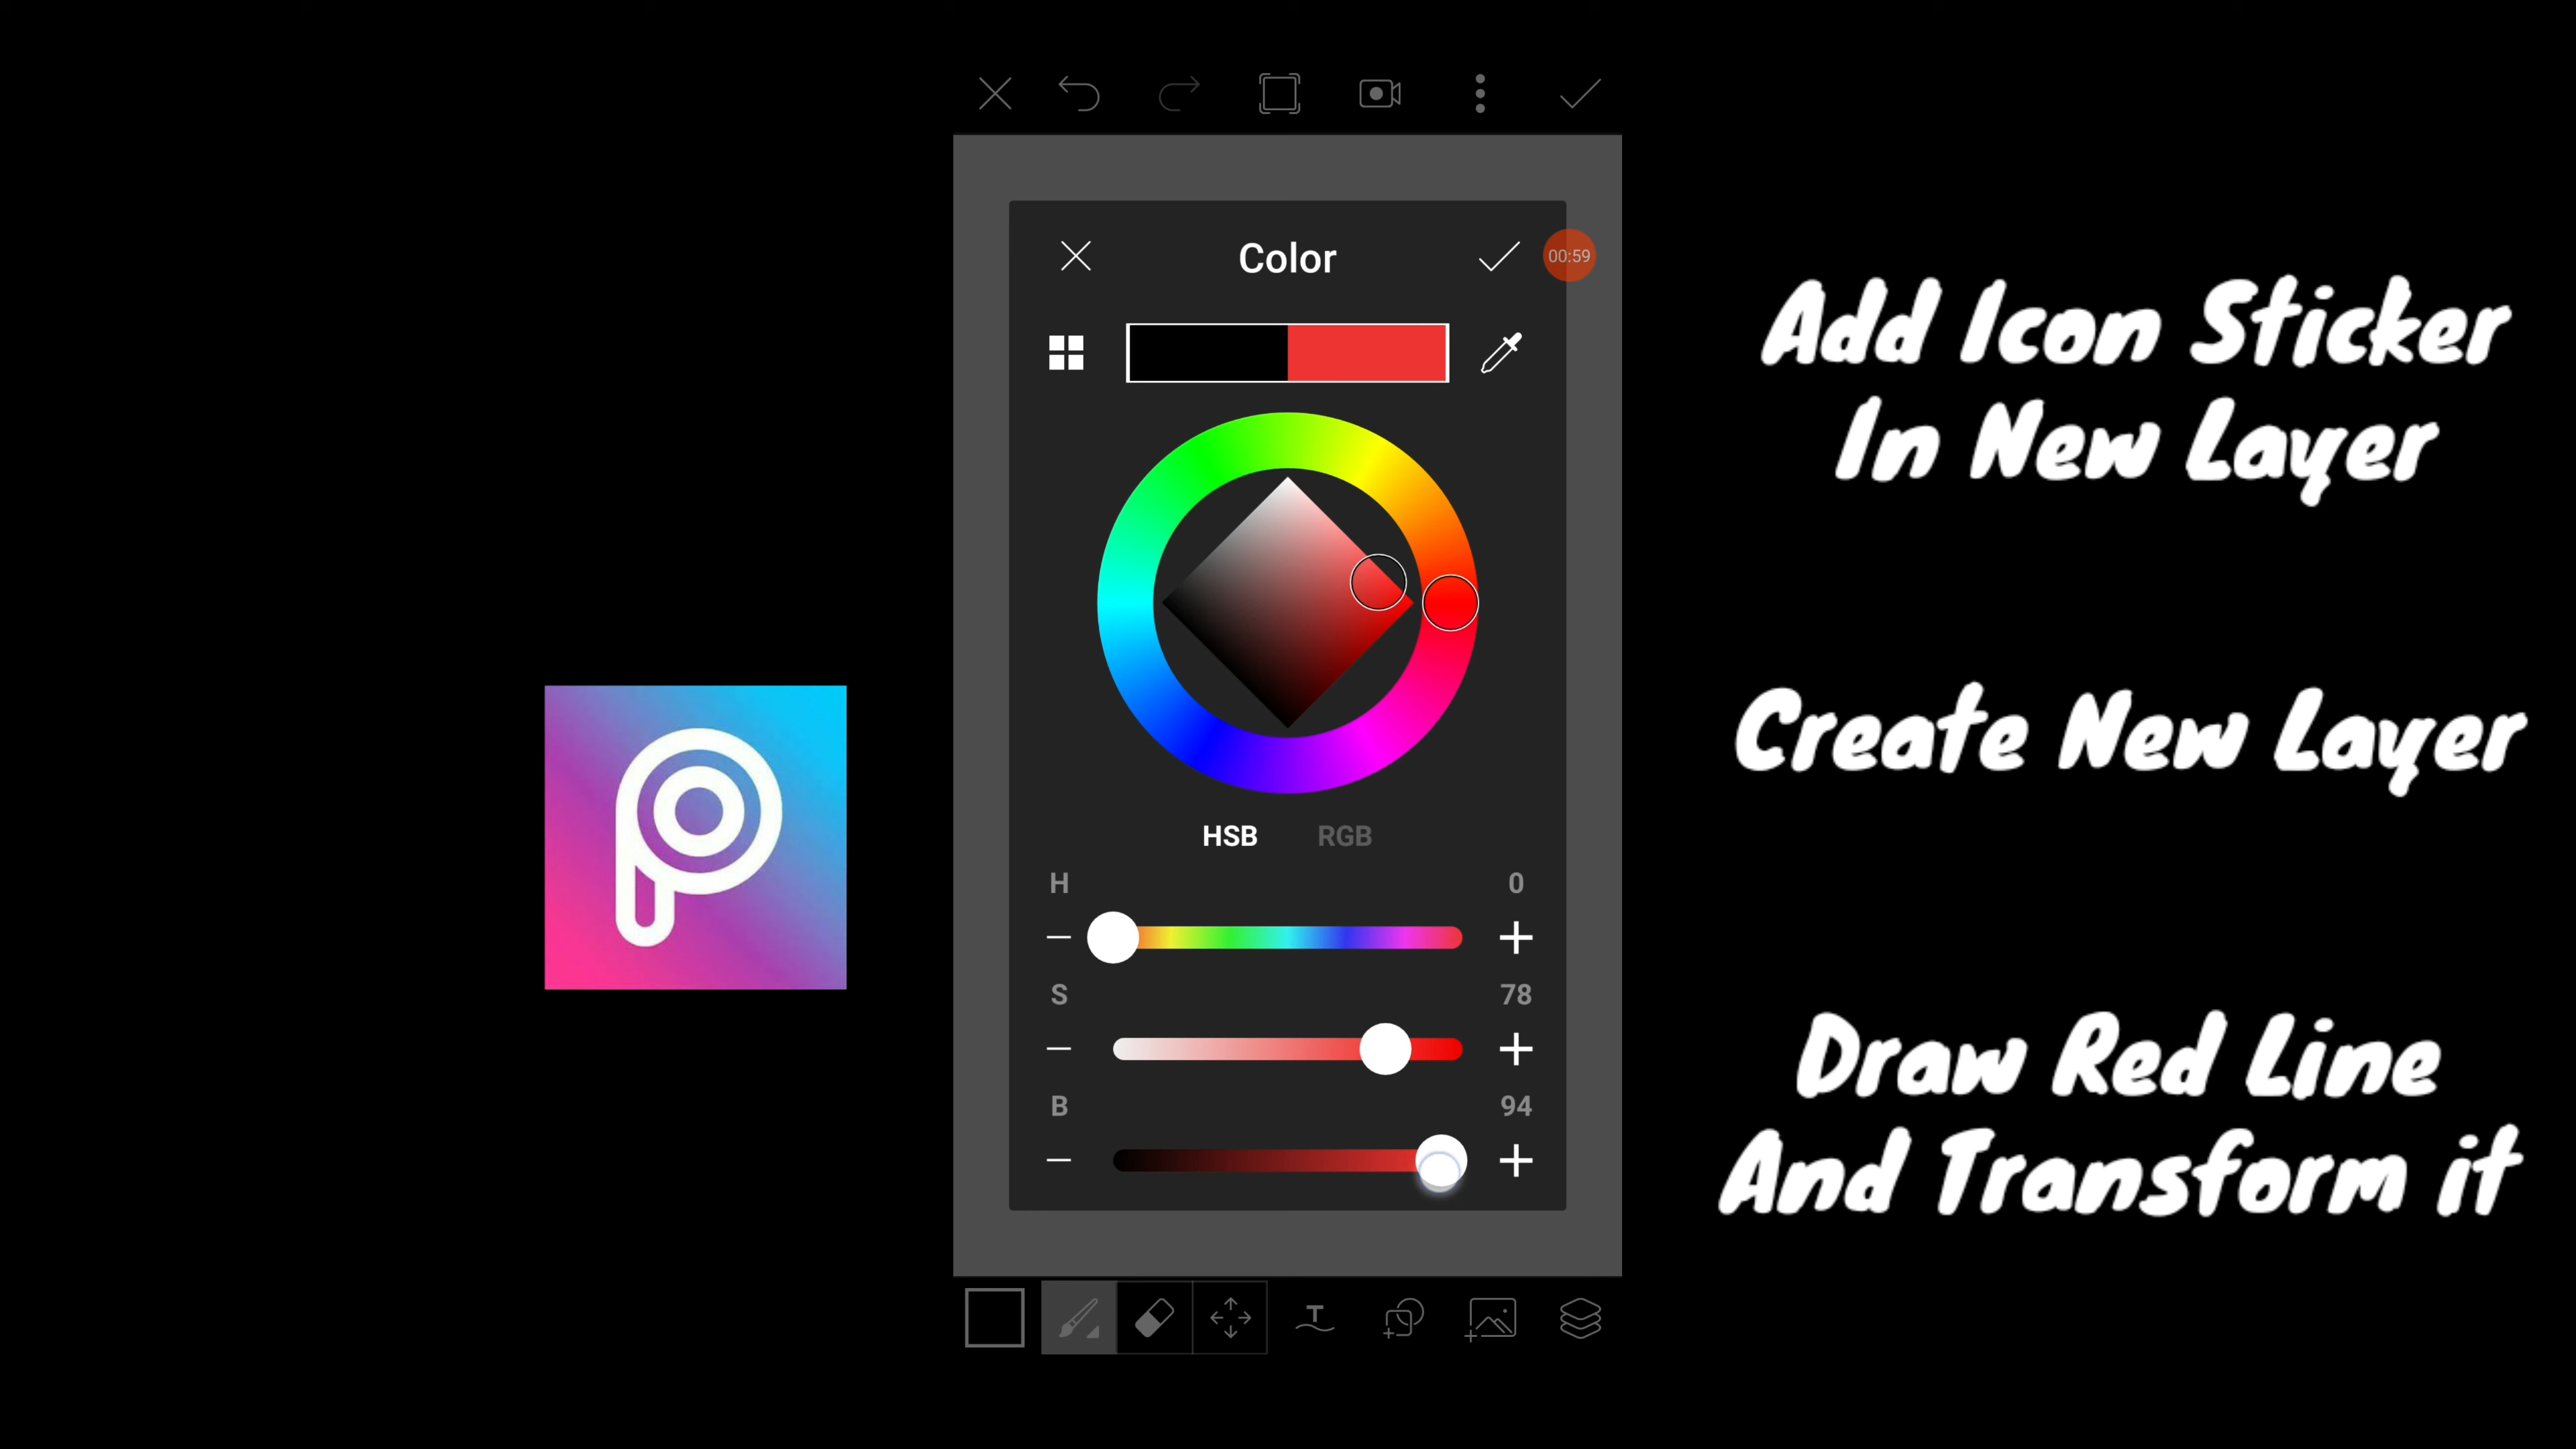 Color
00:59
HSB RGB
H 0
S 78
B 94
T
Add Icon Sticker
In New Layer
Create New Layer
Draw Red Line
And Transform it